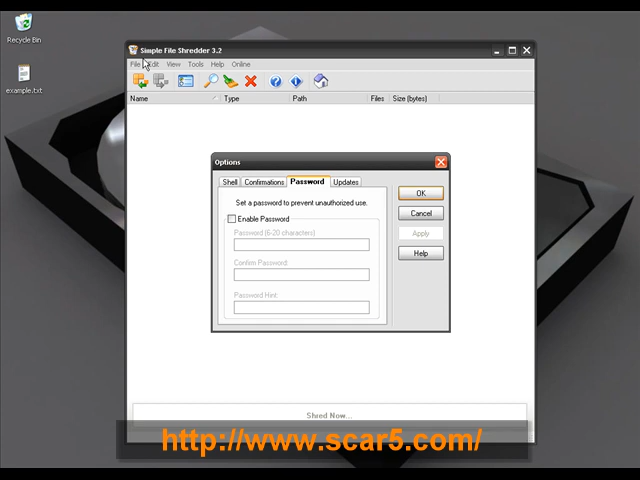 Recycle Bin
example.txt
Simple File Shredder 3.2
File Edit View Tools Help Online
Name Type Path Files Size (bytes)
Options
Shell Confirmations Password Updates
Set a password to prevent unauthorized use.
Enable Password
Password (6-20 characters)
Confirm Password:
Password Hint:
OK
Cancel
Apply
Help
Shred Now...
http://www.scar5.com/